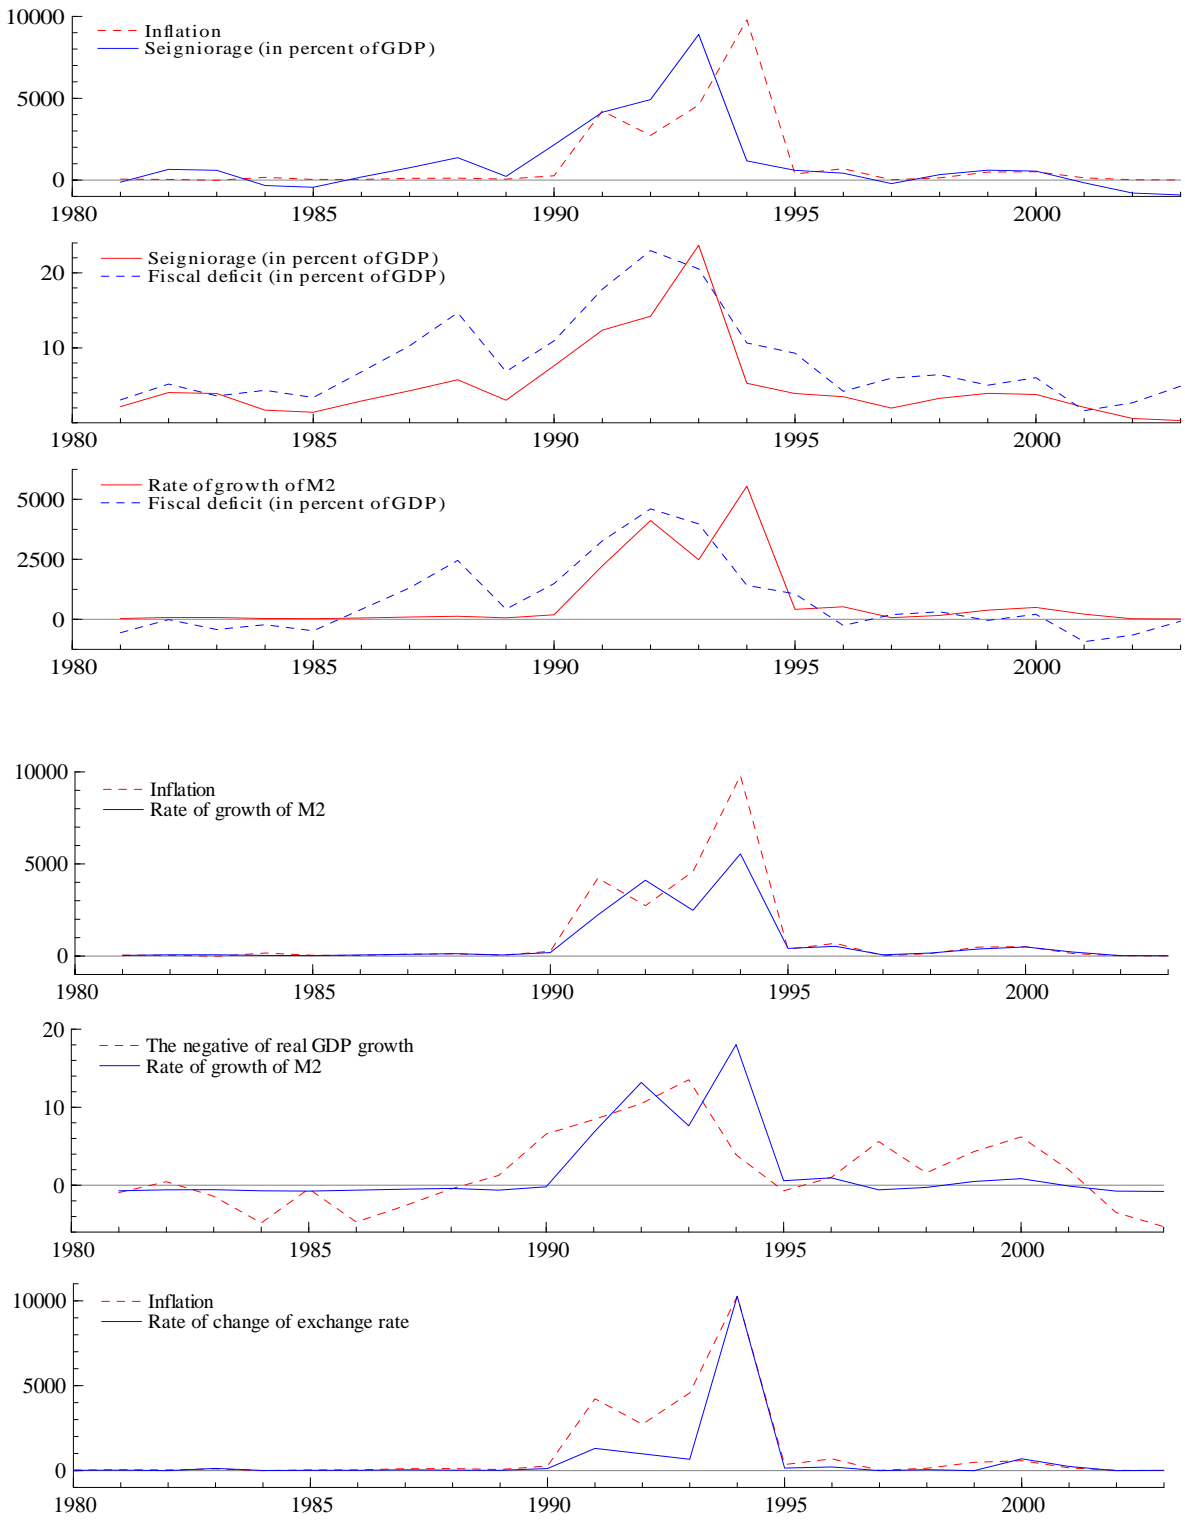 10000
Inflation
Seigniorage (in percent of GDP)
5000
0
1980 1985 1990 1995 2000
Seigniorage (in percent of GDP)
Fiscal deficit (in percent of GDP)
20
10
1980 1985 1990 1995 2000
Rate of growth of M2
Fiscal deficit (in percent of GDP)
5000
2500
0
1980 1985 1990 1995 2000
10000
Inflation
Rate of growth of M2
5000
0
1980 1985 1990 1995 2000
20
The negative of real GDP growth
Rate of growth of M2
10
0
1980 1985 1990 1995 2000
10000
Inflation
Rate of change of exchange rate
5000
0
1980 1985 1990 1995 2000